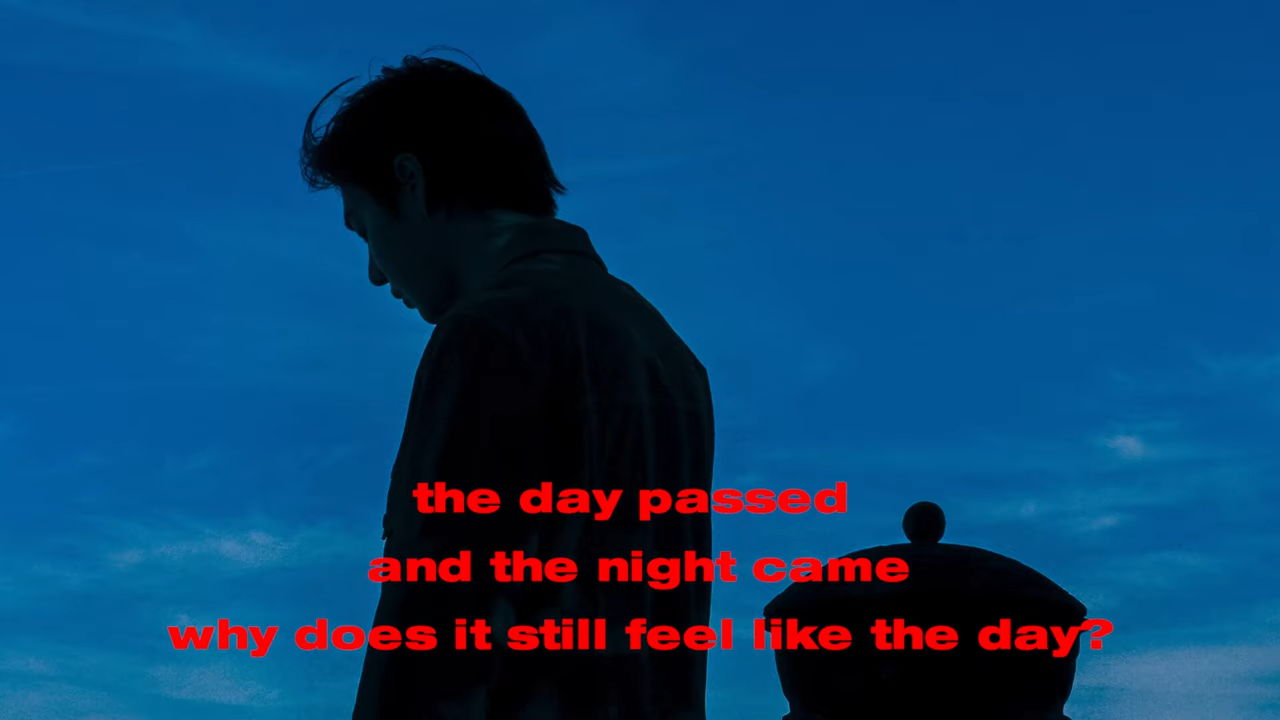 the day passed
and the night came
why does it still feel like the day?